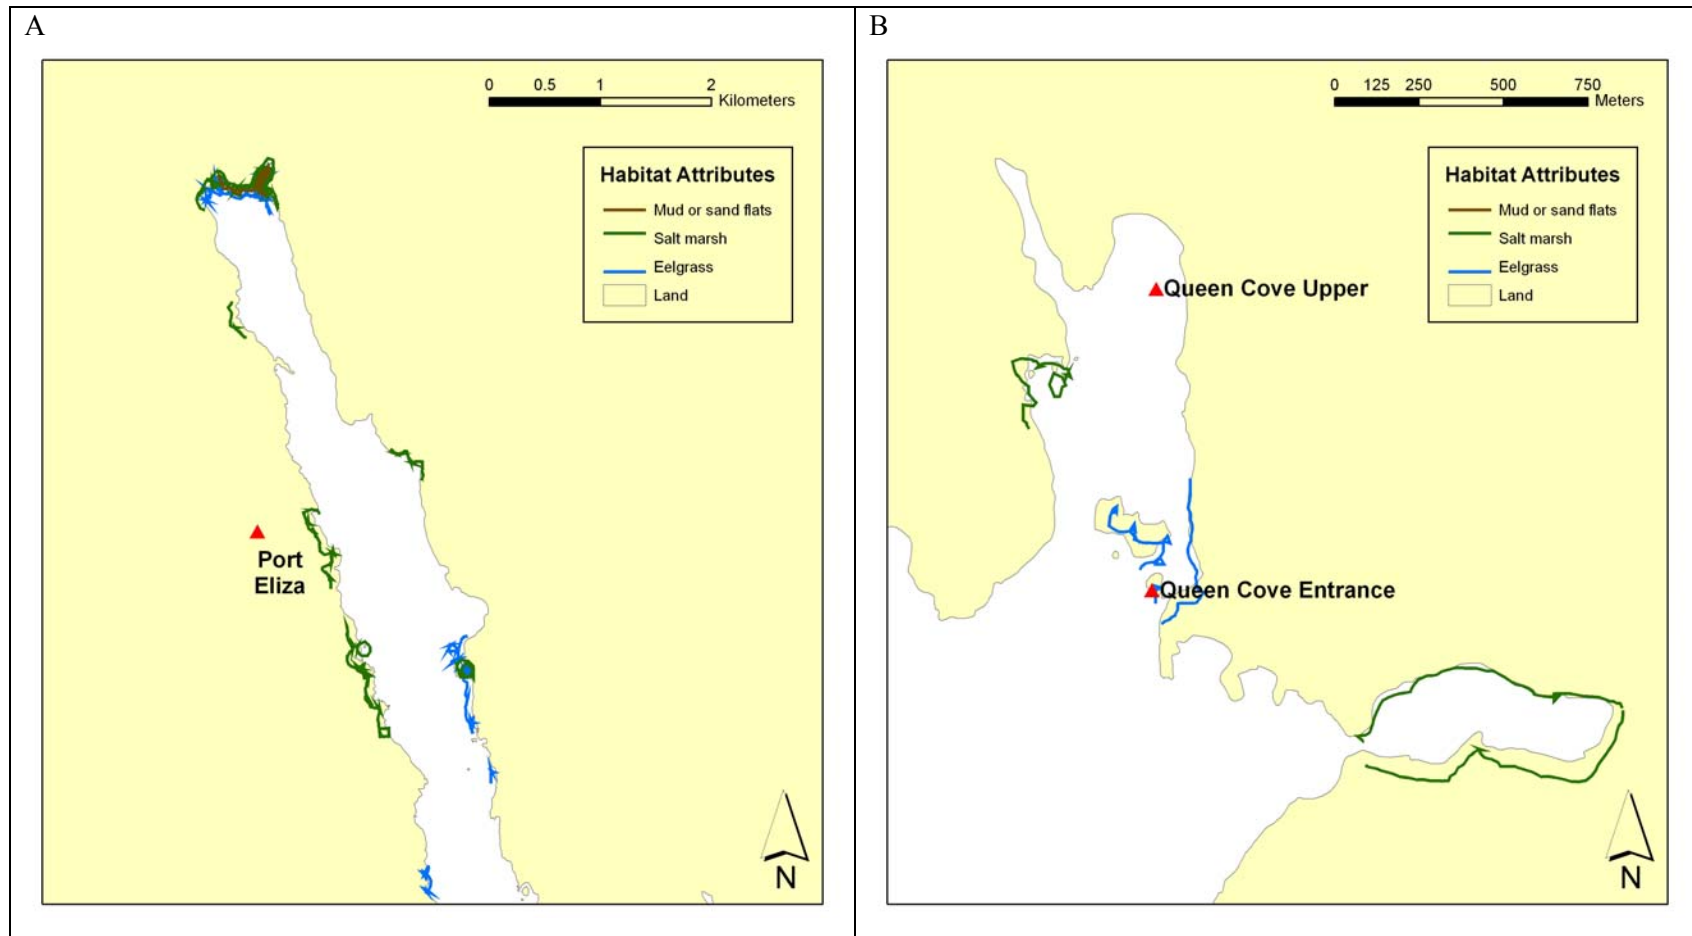 A
0 0.5 1 2
Kilometers
Habitat Attributes
Mud or sand flats
Salt marsh
Eelgrass
Land
Port
Eliza
N
B
0 125 250 500 750
Meters
Habitat Attributes
Mud or sand flats
Salt marsh
Eelgrass
Land
Queen Cove Upper
Queen Cove Entrance
N